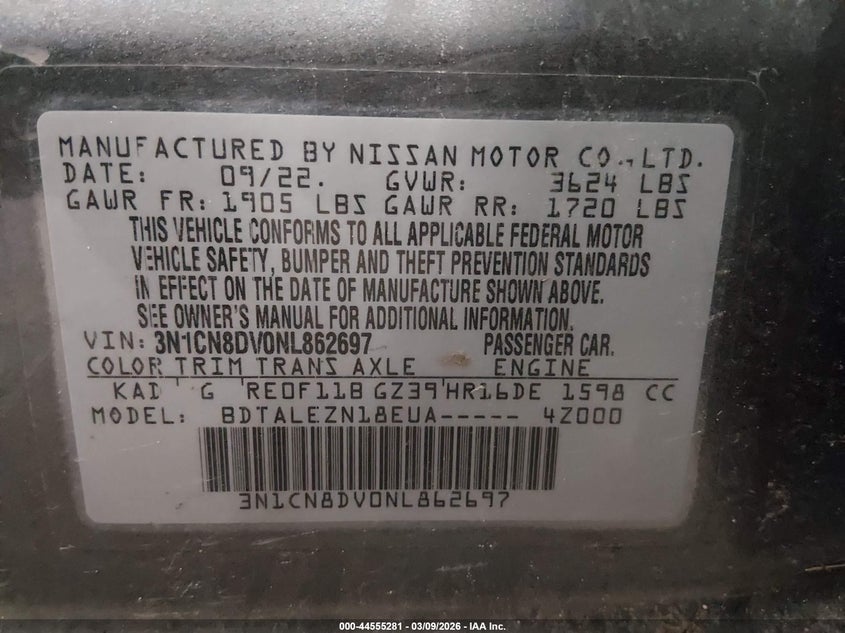 MANUFACTURED BY NISSAN MOTOR CO., LTD.
DATE: 09/22. GVWR: 3624 LBS
GAWR FR: 1905 LBS GAWR RR: 1720 LBS
THIS VEHICLE CONFORMS TO ALL APPLICABLE FEDERAL MOTOR
VEHICLE SAFETY, BUMPER AND THEFT PREVENTION STANDARDS
IN EFFECT ON THE DATE OF MANUFACTURE SHOWN ABOVE.
SEE OWNER'S MANUAL FOR ADDITIONAL INFORMATION.
VIN: 3N1CN8DV0NL862697 PASSENGER CAR.
COLOR TRIM TRANS AXLE ENGINE
KAD G RE0F11B GZ39 HR16DE 1598 CC
MODEL: BDTALEZN18EUA----- 4Z000
3N1CN8DV0NL862697
000-44555281 | 03/09/2026 - IAA Inc.